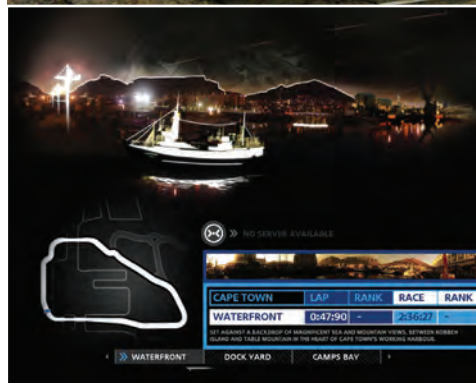 » NO SERVER AVAILABLE
CAPE TOWN LAP RANK RACE RANK
WATERFRONT 0:47:90 - 2:36:27 -
SET AGAINST A BACKDROP OF MAGNIFICENT SEA AND MOUNTAIN VIEWS, BETWEEN ROBBEN
ISLAND AND TABLE MOUNTAIN IN THE HEART OF CAPE TOWN'S WORKING HARBOUR.
» WATERFRONT DOCK YARD CAMPS BAY